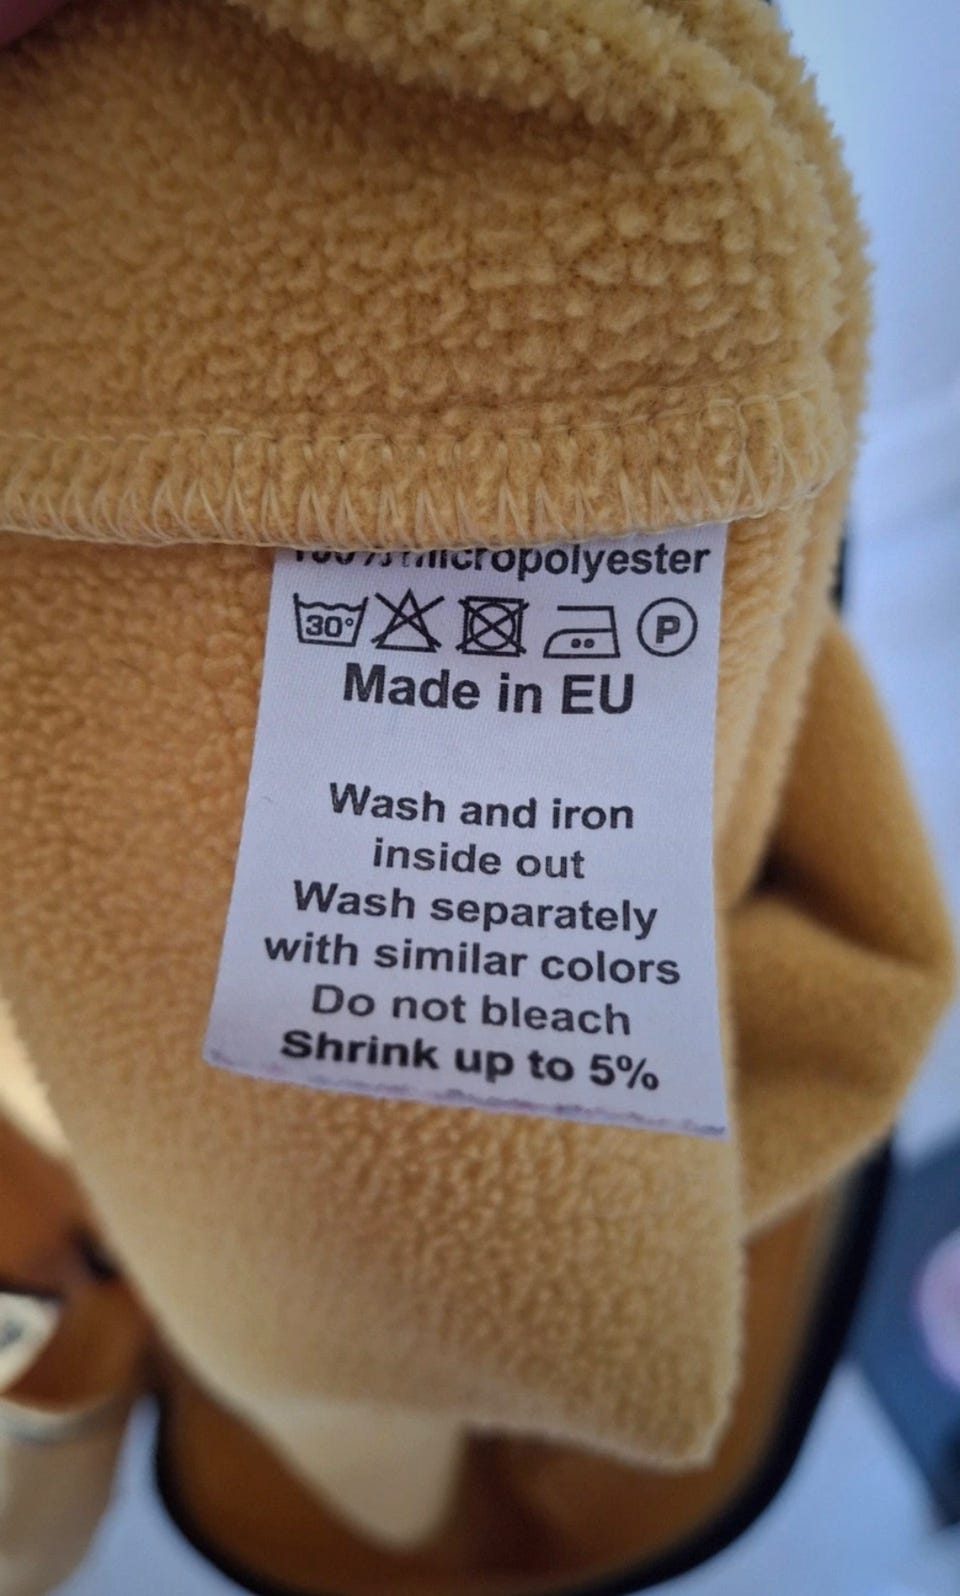 100% micropolyester
30° P
Made in EU
Wash and iron
inside out
Wash separately
with similar colors
Do not bleach
Shrink up to 5%